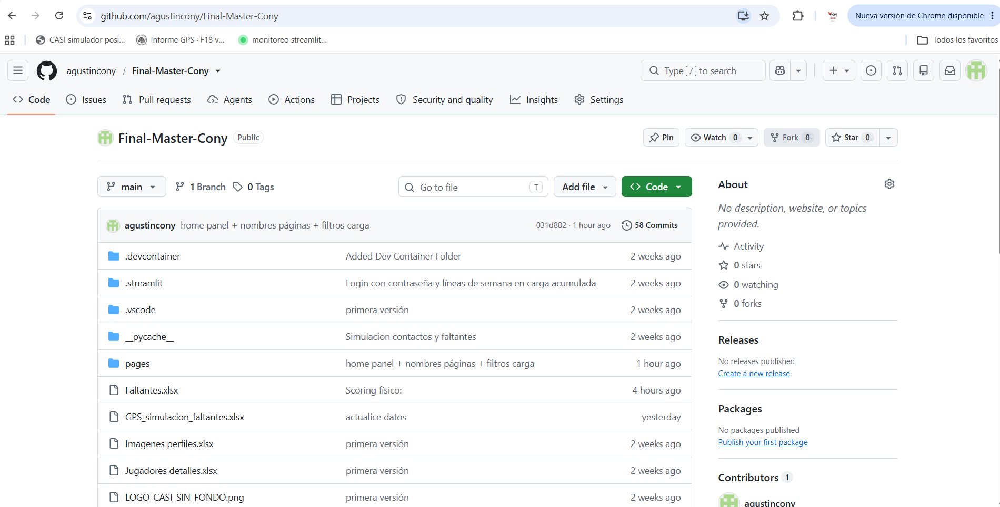 github.com/agustincony/Final-Master-Cony
Nueva versión de Chrome disponible
CASI simulador posi...
Informe GPS · F18 v...
monitoreo streamlit...
Todos los favoritos
agustincony / Final-Master-Cony
Type / to search
Code
Issues
Pull requests
Agents
Actions
Projects
Security and quality
Insights
Settings
Final-Master-Cony Public
Pin
Watch 0
Fork 0
Star 0
main
1 Branch
0 Tags
Go to file T
Add file
Code
agustincony home panel + nombres páginas + filtros carga 031d882 · 1 hour ago 58 Commits
.devcontainer Added Dev Container Folder 2 weeks ago
.streamlit Login con contraseña y líneas de semana en carga acumulada 2 weeks ago
.vscode primera versión 2 weeks ago
__pycache__ Simulacion contactos y faltantes 2 weeks ago
pages home panel + nombres páginas + filtros carga 1 hour ago
Faltantes.xlsx Scoring físico: 4 hours ago
GPS_simulacion_faltantes.xlsx actualice datos yesterday
Imagenes perfiles.xlsx primera versión 2 weeks ago
Jugadores detalles.xlsx primera versión 2 weeks ago
LOGO_CASI_SIN_FONDO.png primera versión 2 weeks ago
About
No description, website, or topics
provided.
Activity
0 stars
0 watching
0 forks
Releases
No releases published
Create a new release
Packages
No packages published
Publish your first package
Contributors 1
agustincony